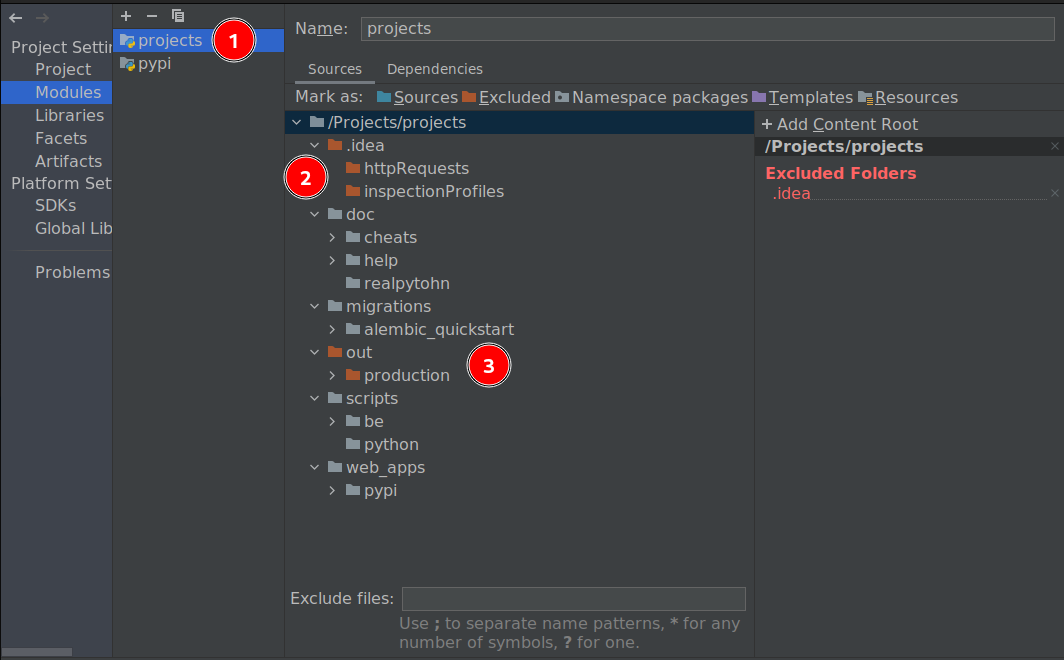 Project Settin
Project
Modules
Libraries
Facets
Artifacts
Platform Set
SDKs
Global Lib
Problems
projects
1
pypi
Name: projects
Sources Dependencies
Mark as: Sources Excluded Namespace packages Templates Resources
/Projects/projects
.idea
httpRequests
2
inspectionProfiles
doc
cheats
help
realpytohn
migrations
alembic_quickstart
out
3
production
scripts
be
python
web_apps
pypi
+ Add Content Root
/Projects/projects
Excluded Folders
.idea
Exclude files:
Use ; to separate name patterns, * for any
number of symbols, ? for one.